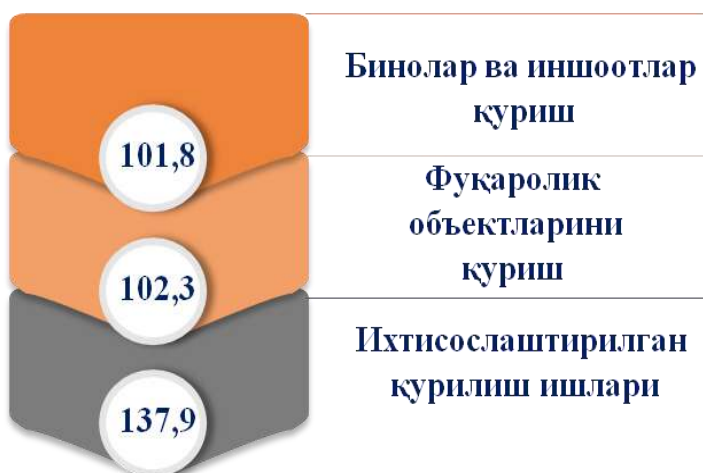 101,8
Бинолар ва иншоотлар
қуриш
102,3
Фуқаролик
объектларини
қуриш
137,9
Ихтисослаштирилган
қурилиш ишлари